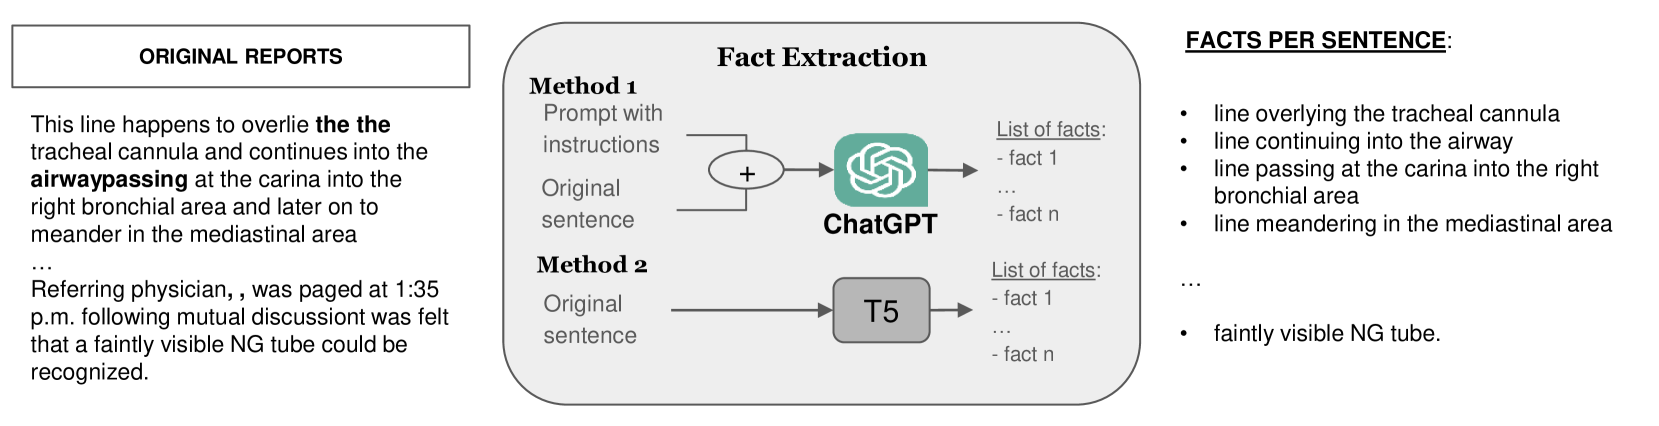 ORIGINAL REPORTS
This line happens to overlie the the
tracheal cannula and continues into the
airwaypassing at the carina into the
right bronchial area and later on to
meander in the mediastinal area
…
Referring physician, , was paged at 1:35
p.m. following mutual discussiont was felt
that a faintly visible NG tube could be
recognized.
Fact Extraction
Method 1
Prompt with
instructions
Original
sentence
+
ChatGPT
List of facts:
- fact 1
…
- fact n
Method 2
Original
sentence
T5
List of facts:
- fact 1
…
- fact n
FACTS PER SENTENCE:
• line overlying the tracheal cannula
• line continuing into the airway
• line passing at the carina into the right
bronchial area
• line meandering in the mediastinal area
…
• faintly visible NG tube.